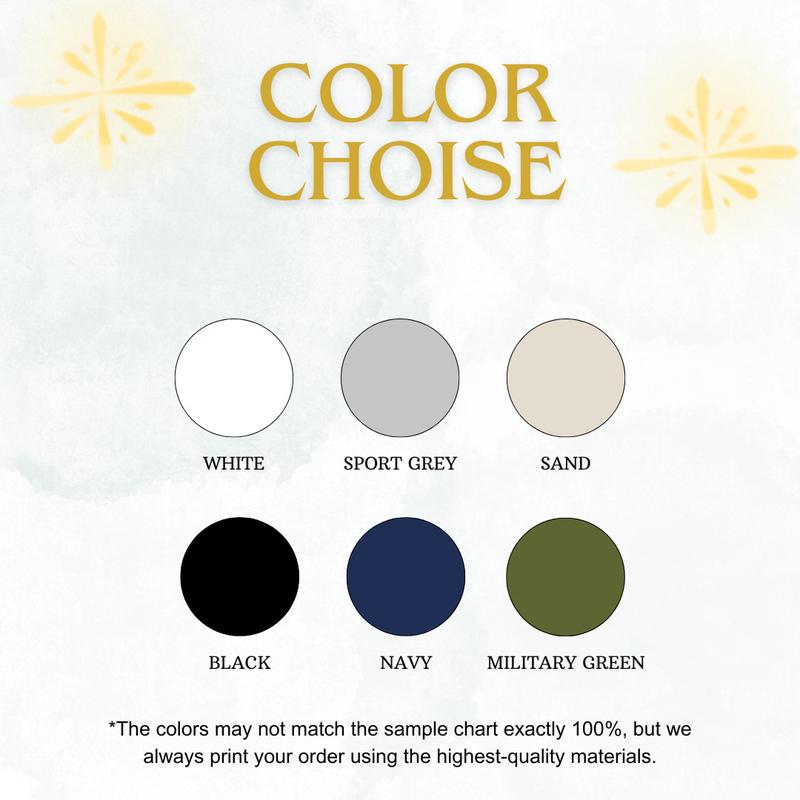 COLOR
CHOISE
WHITE
SPORT GREY
SAND
BLACK
NAVY
MILITARY GREEN
*The colors may not match the sample chart exactly 100%, but we
always print your order using the highest-quality materials.